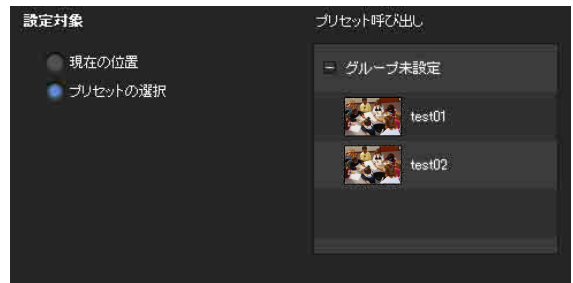 設定対象
現在の位置
プリセットの選択
プリセット呼び出し
グループ未設定
test01
test02